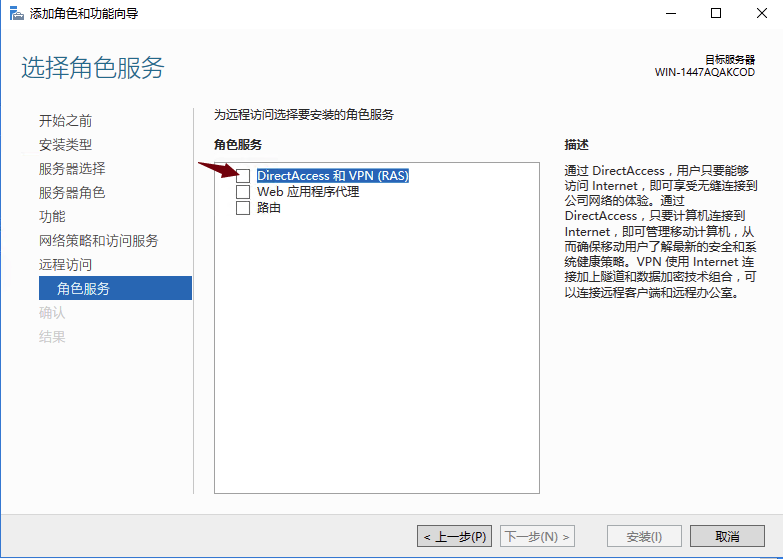 添加角色和功能向导
选择角色服务
目标服务器
WIN-1447AQAKCOD
开始之前
安装类型
服务器选择
服务器角色
功能
网络策略和访问服务
远程访问
角色服务
确认
结果
为远程访问选择要安装的角色服务
角色服务
DirectAccess 和 VPN (RAS)
Web 应用程序代理
路由
描述
通过 DirectAccess，用户只要能够
访问 Internet，即可享受无缝连接到
公司网络的体验。通过
DirectAccess，只要计算机连接到
Internet，即可管理移动计算机，从
而确保移动用户了解最新的安全和系
统健康策略。VPN 使用 Internet 连
接加上隧道和数据加密技术组合，可
以连接远程客户端和远程办公室。
< 上一步(P)
下一步(N) >
安装(I)
取消